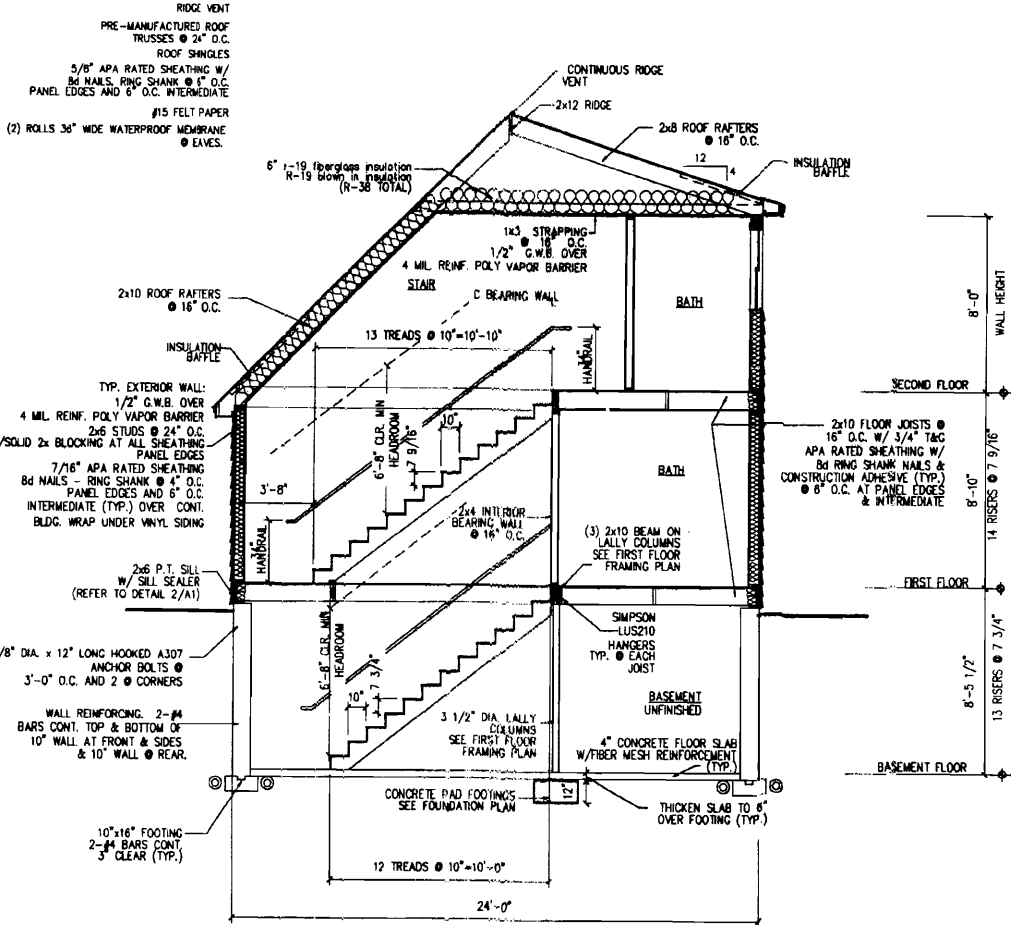 RIDGE VENT
PRE-MANUFACTURED ROOF
TRUSSES @ 24" O.C.
ROOF SHINGLES
5/8" APA RATED SHEATHING W/
8d NAILS, RING SHANK @ 6" O.C.
PANEL EDGES AND 6" O.C. INTERMEDIATE
#15 FELT PAPER
(2) ROLLS 36" WIDE WATERPROOF MEMBRANE
@ EAVES.
CONTINUOUS RIDGE
VENT
2x12 RIDGE
2x8 ROOF RAFTERS
@ 16" O.C.
12
4
INSULATION
BAFFLE
6" r-19 fiberglass insulation
R-19 blown in insulation
(R-38 TOTAL)
1x3 STRAPPING
@ 16" O.C.
1/2" G.W.B. OVER
4 MIL REINF. POLY VAPOR BARRIER
STAIR
C BEARING WALL
BATH
8'-0"
WALL HEIGHT
2x10 ROOF RAFTERS
@ 16" O.C.
13 TREADS @ 10"=10'-10"
34"
HANDRAIL
INSULATION
BAFFLE
SECOND FLOOR
TYP. EXTERIOR WALL:
1/2" G.W.B. OVER
4 MIL REINF. POLY VAPOR BARRIER
2x6 STUDS @ 24" O.C.
/SOLID 2x BLOCKING AT ALL SHEATHING
PANEL EDGES
7/16" APA RATED SHEATHING
8d NAILS - RING SHANK @ 4" O.C.
PANEL EDGES AND 6" O.C.
INTERMEDIATE (TYP.) OVER CONT.
BLDG. WRAP UNDER VINYL SIDING
6'-8" CLR. MIN
HEADROOM
10"
7 9/16"
3'-8"
34"
HANDRAIL
2x4 INTERIOR
BEARING WALL
@ 16" O.C.
BATH
(3) 2x10 BEAM ON
LALLY COLUMNS
SEE FIRST FLOOR
FRAMING PLAN
2x10 FLOOR JOISTS @
16" O.C. W/ 3/4" T&G
APA RATED SHEATHING W/
8d RING SHANK NAILS &
CONSTRUCTION ADHESIVE (TYP.)
@ 6" O.C. AT PANEL EDGES
& INTERMEDIATE
8'-10"
14 RISERS @ 7 9/16"
2x6 P.T. SILL
W/ SILL SEALER
(REFER TO DETAIL 2/A1)
FIRST FLOOR
/8" DIA. x 12" LONG HOOKED A307
ANCHOR BOLTS @
3'-0" O.C. AND 2 @ CORNERS
6'-8" CLR. MIN
HEADROOM
10"
7 3/4"
SIMPSON
LUS210
HANGERS
TYP. @ EACH
JOIST
BASEMENT
UNFINISHED
8'-5 1/2"
13 RISERS @ 7 3/4"
WALL REINFORCING. 2-#4
BARS CONT. TOP & BOTTOM OF
10" WALL AT FRONT & SIDES
& 10" WALL @ REAR.
3 1/2" DIA. LALLY
COLUMNS
SEE FIRST FLOOR
FRAMING PLAN
4" CONCRETE FLOOR SLAB
W/FIBER MESH REINFORCEMENT
(TYP.)
BASEMENT FLOOR
CONCRETE PAD FOOTINGS
SEE FOUNDATION PLAN
12"
THICKEN SLAB TO 6"
OVER FOOTING (TYP.)
10"x16" FOOTING
2-#4 BARS CONT.
3" CLEAR (TYP.)
12 TREADS @ 10"=10'-0"
24'-0"